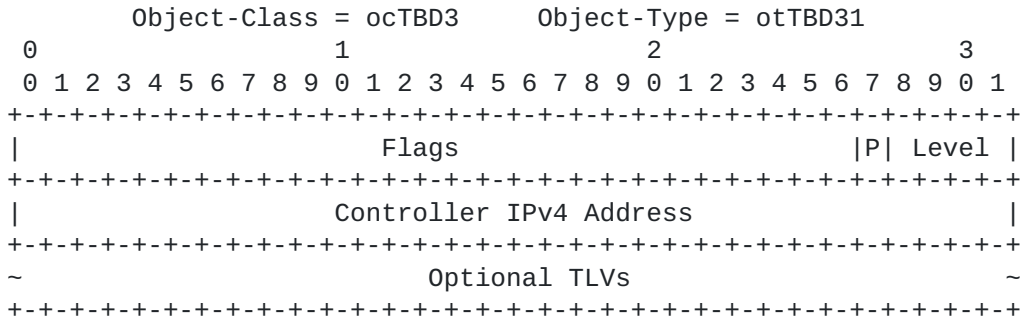 Object-Class = ocTBD3     Object-Type = otTBD31
 0                   1                   2                   3
 0 1 2 3 4 5 6 7 8 9 0 1 2 3 4 5 6 7 8 9 0 1 2 3 4 5 6 7 8 9 0 1
+-+-+-+-+-+-+-+-+-+-+-+-+-+-+-+-+-+-+-+-+-+-+-+-+-+-+-+-+-+-+-+-+
|                       Flags                         |P| Level |
+-+-+-+-+-+-+-+-+-+-+-+-+-+-+-+-+-+-+-+-+-+-+-+-+-+-+-+-+-+-+-+-+
|                    Controller IPv4 Address                    |
+-+-+-+-+-+-+-+-+-+-+-+-+-+-+-+-+-+-+-+-+-+-+-+-+-+-+-+-+-+-+-+-+
~                          Optional TLVs                        ~
+-+-+-+-+-+-+-+-+-+-+-+-+-+-+-+-+-+-+-+-+-+-+-+-+-+-+-+-+-+-+-+-+